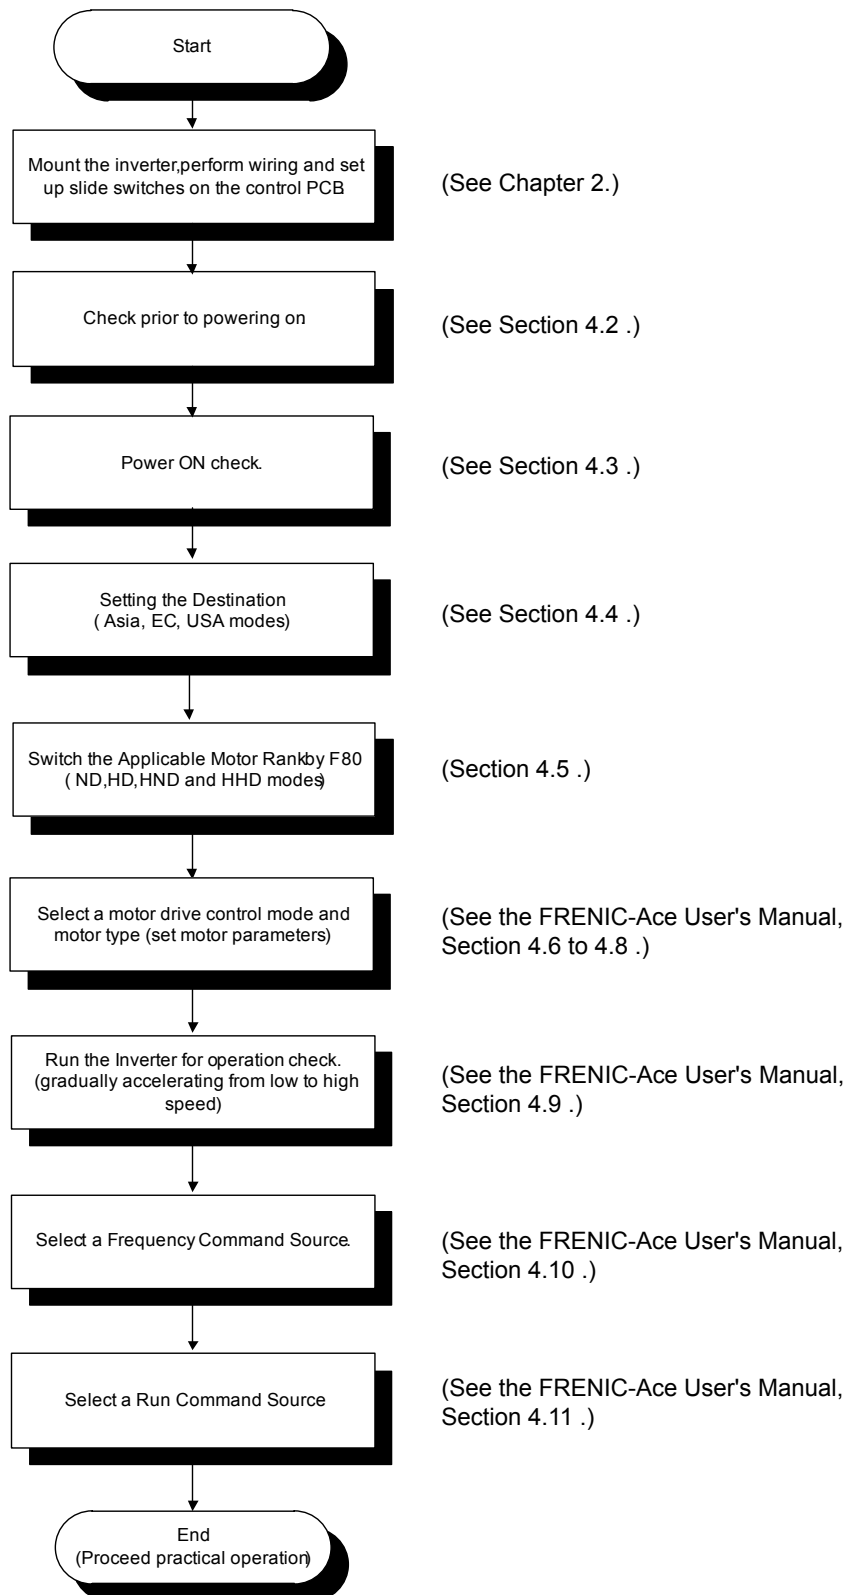 Start
Mount the inverter,perform wiring and set
up slide switches on the control PCB.
(See Chapter 2.)
Check prior to powering on
(See Section 4.2 .)
Power ON check.
(See Section 4.3 .)
Setting the Destination
( Asia, EC, USA modes)
(See Section 4.4 .)
Switch the Applicable Motor Rankby F80
( ND,HD,HND and HHD modes)
(Section 4.5 .)
Select a motor drive control mode and
motor type (set motor parameters)
(See the FRENIC-Ace User's Manual,
Section 4.6 to 4.8 .)
Run the Inverter for operation check.
(gradually accelerating from low to high
speed)
(See the FRENIC-Ace User's Manual,
Section 4.9 .)
Select a Frequency Command Source.
(See the FRENIC-Ace User's Manual,
Section 4.10 .)
Select a Run Command Source
(See the FRENIC-Ace User's Manual,
Section 4.11 .)
End
(Proceed practical operation)